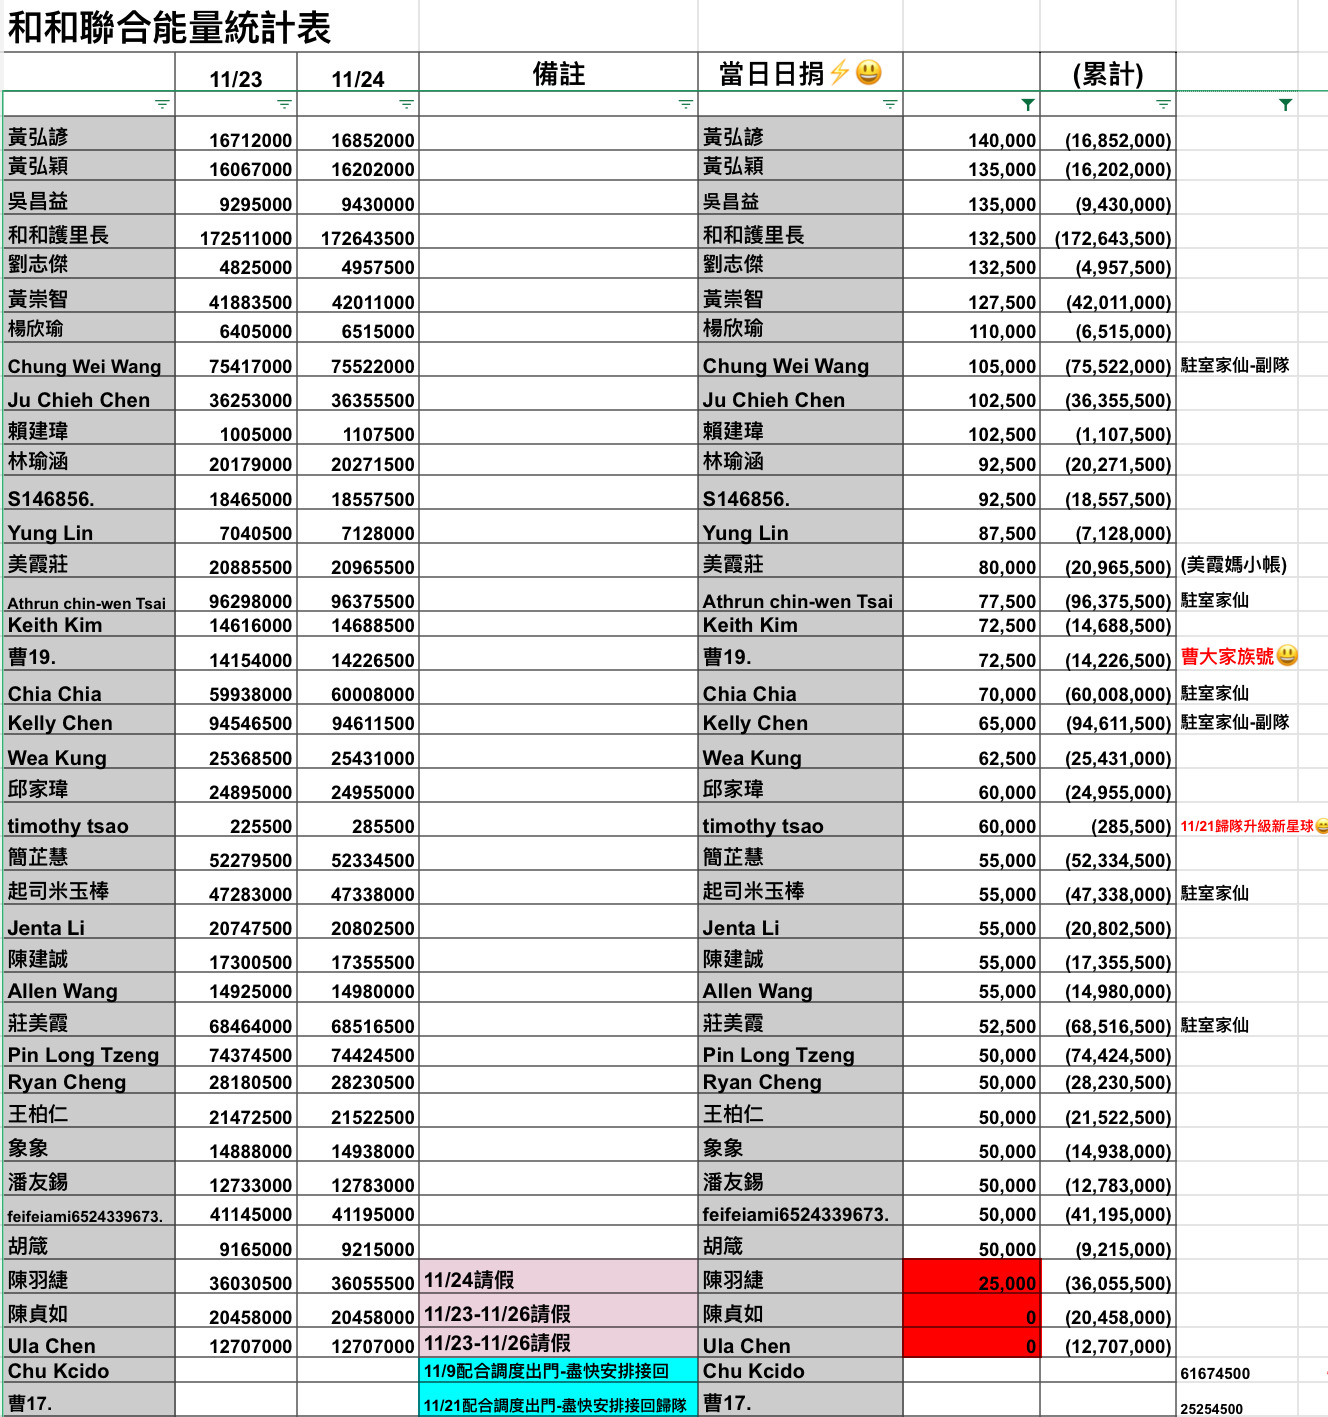 和和聯合能量統計表
11/23 11/24 備註 當日日捐⚡😃 (累計)
黃弘諺 16712000 16852000 黃弘諺 140,000 (16,852,000)
黃弘穎 16067000 16202000 黃弘穎 135,000 (16,202,000)
吳昌益 9295000 9430000 吳昌益 135,000 (9,430,000)
和和護里長 172511000 172643500 和和護里長 132,500 (172,643,500)
劉志傑 4825000 4957500 劉志傑 132,500 (4,957,500)
黃崇智 41883500 42011000 黃崇智 127,500 (42,011,000)
楊欣瑜 6405000 6515000 楊欣瑜 110,000 (6,515,000)
Chung Wei Wang 75417000 75522000 Chung Wei Wang 105,000 (75,522,000) 駐室家仙-副隊
Ju Chieh Chen 36253000 36355500 Ju Chieh Chen 102,500 (36,355,500)
賴建瑋 1005000 1107500 賴建瑋 102,500 (1,107,500)
林瑜涵 20179000 20271500 林瑜涵 92,500 (20,271,500)
S146856. 18465000 18557500 S146856. 92,500 (18,557,500)
Yung Lin 7040500 7128000 Yung Lin 87,500 (7,128,000)
美霞莊 20885500 20965500 美霞莊 80,000 (20,965,500) (美霞媽小帳)
Athrun chin-wen Tsai 96298000 96375500 Athrun chin-wen Tsai 77,500 (96,375,500) 駐室家仙
Keith Kim 14616000 14688500 Keith Kim 72,500 (14,688,500)
曹19. 14154000 14226500 曹19. 72,500 (14,226,500) 曹大家族號😃
Chia Chia 59938000 60008000 Chia Chia 70,000 (60,008,000) 駐室家仙
Kelly Chen 94546500 94611500 Kelly Chen 65,000 (94,611,500) 駐室家仙-副隊
Wea Kung 25368500 25431000 Wea Kung 62,500 (25,431,000)
邱家瑋 24895000 24955000 邱家瑋 60,000 (24,955,000)
timothy tsao 225500 285500 timothy tsao 60,000 (285,500) 11/21歸隊升級新星球😄
簡芷慧 52279500 52334500 簡芷慧 55,000 (52,334,500)
起司米玉棒 47283000 47338000 起司米玉棒 55,000 (47,338,000) 駐室家仙
Jenta Li 20747500 20802500 Jenta Li 55,000 (20,802,500)
陳建誠 17300500 17355500 陳建誠 55,000 (17,355,500)
Allen Wang 14925000 14980000 Allen Wang 55,000 (14,980,000)
莊美霞 68464000 68516500 莊美霞 52,500 (68,516,500) 駐室家仙
Pin Long Tzeng 74374500 74424500 Pin Long Tzeng 50,000 (74,424,500)
Ryan Cheng 28180500 28230500 Ryan Cheng 50,000 (28,230,500)
王柏仁 21472500 21522500 王柏仁 50,000 (21,522,500)
象象 14888000 14938000 象象 50,000 (14,938,000)
潘友錫 12733000 12783000 潘友錫 50,000 (12,783,000)
feifeiami6524339673. 41145000 41195000 feifeiami6524339673. 50,000 (41,195,000)
胡箴 9165000 9215000 胡箴 50,000 (9,215,000)
陳羽緁 36030500 36055500 11/24請假 陳羽緁 25,000 (36,055,500)
陳貞如 20458000 20458000 11/23-11/26請假 陳貞如 0 (20,458,000)
Ula Chen 12707000 12707000 11/23-11/26請假 Ula Chen 0 (12,707,000)
Chu Kcido 11/9配合調度出門-盡快安排接回 Chu Kcido 61674500
曹17. 11/21配合調度出門-盡快安排接回歸隊 曹17. 25254500